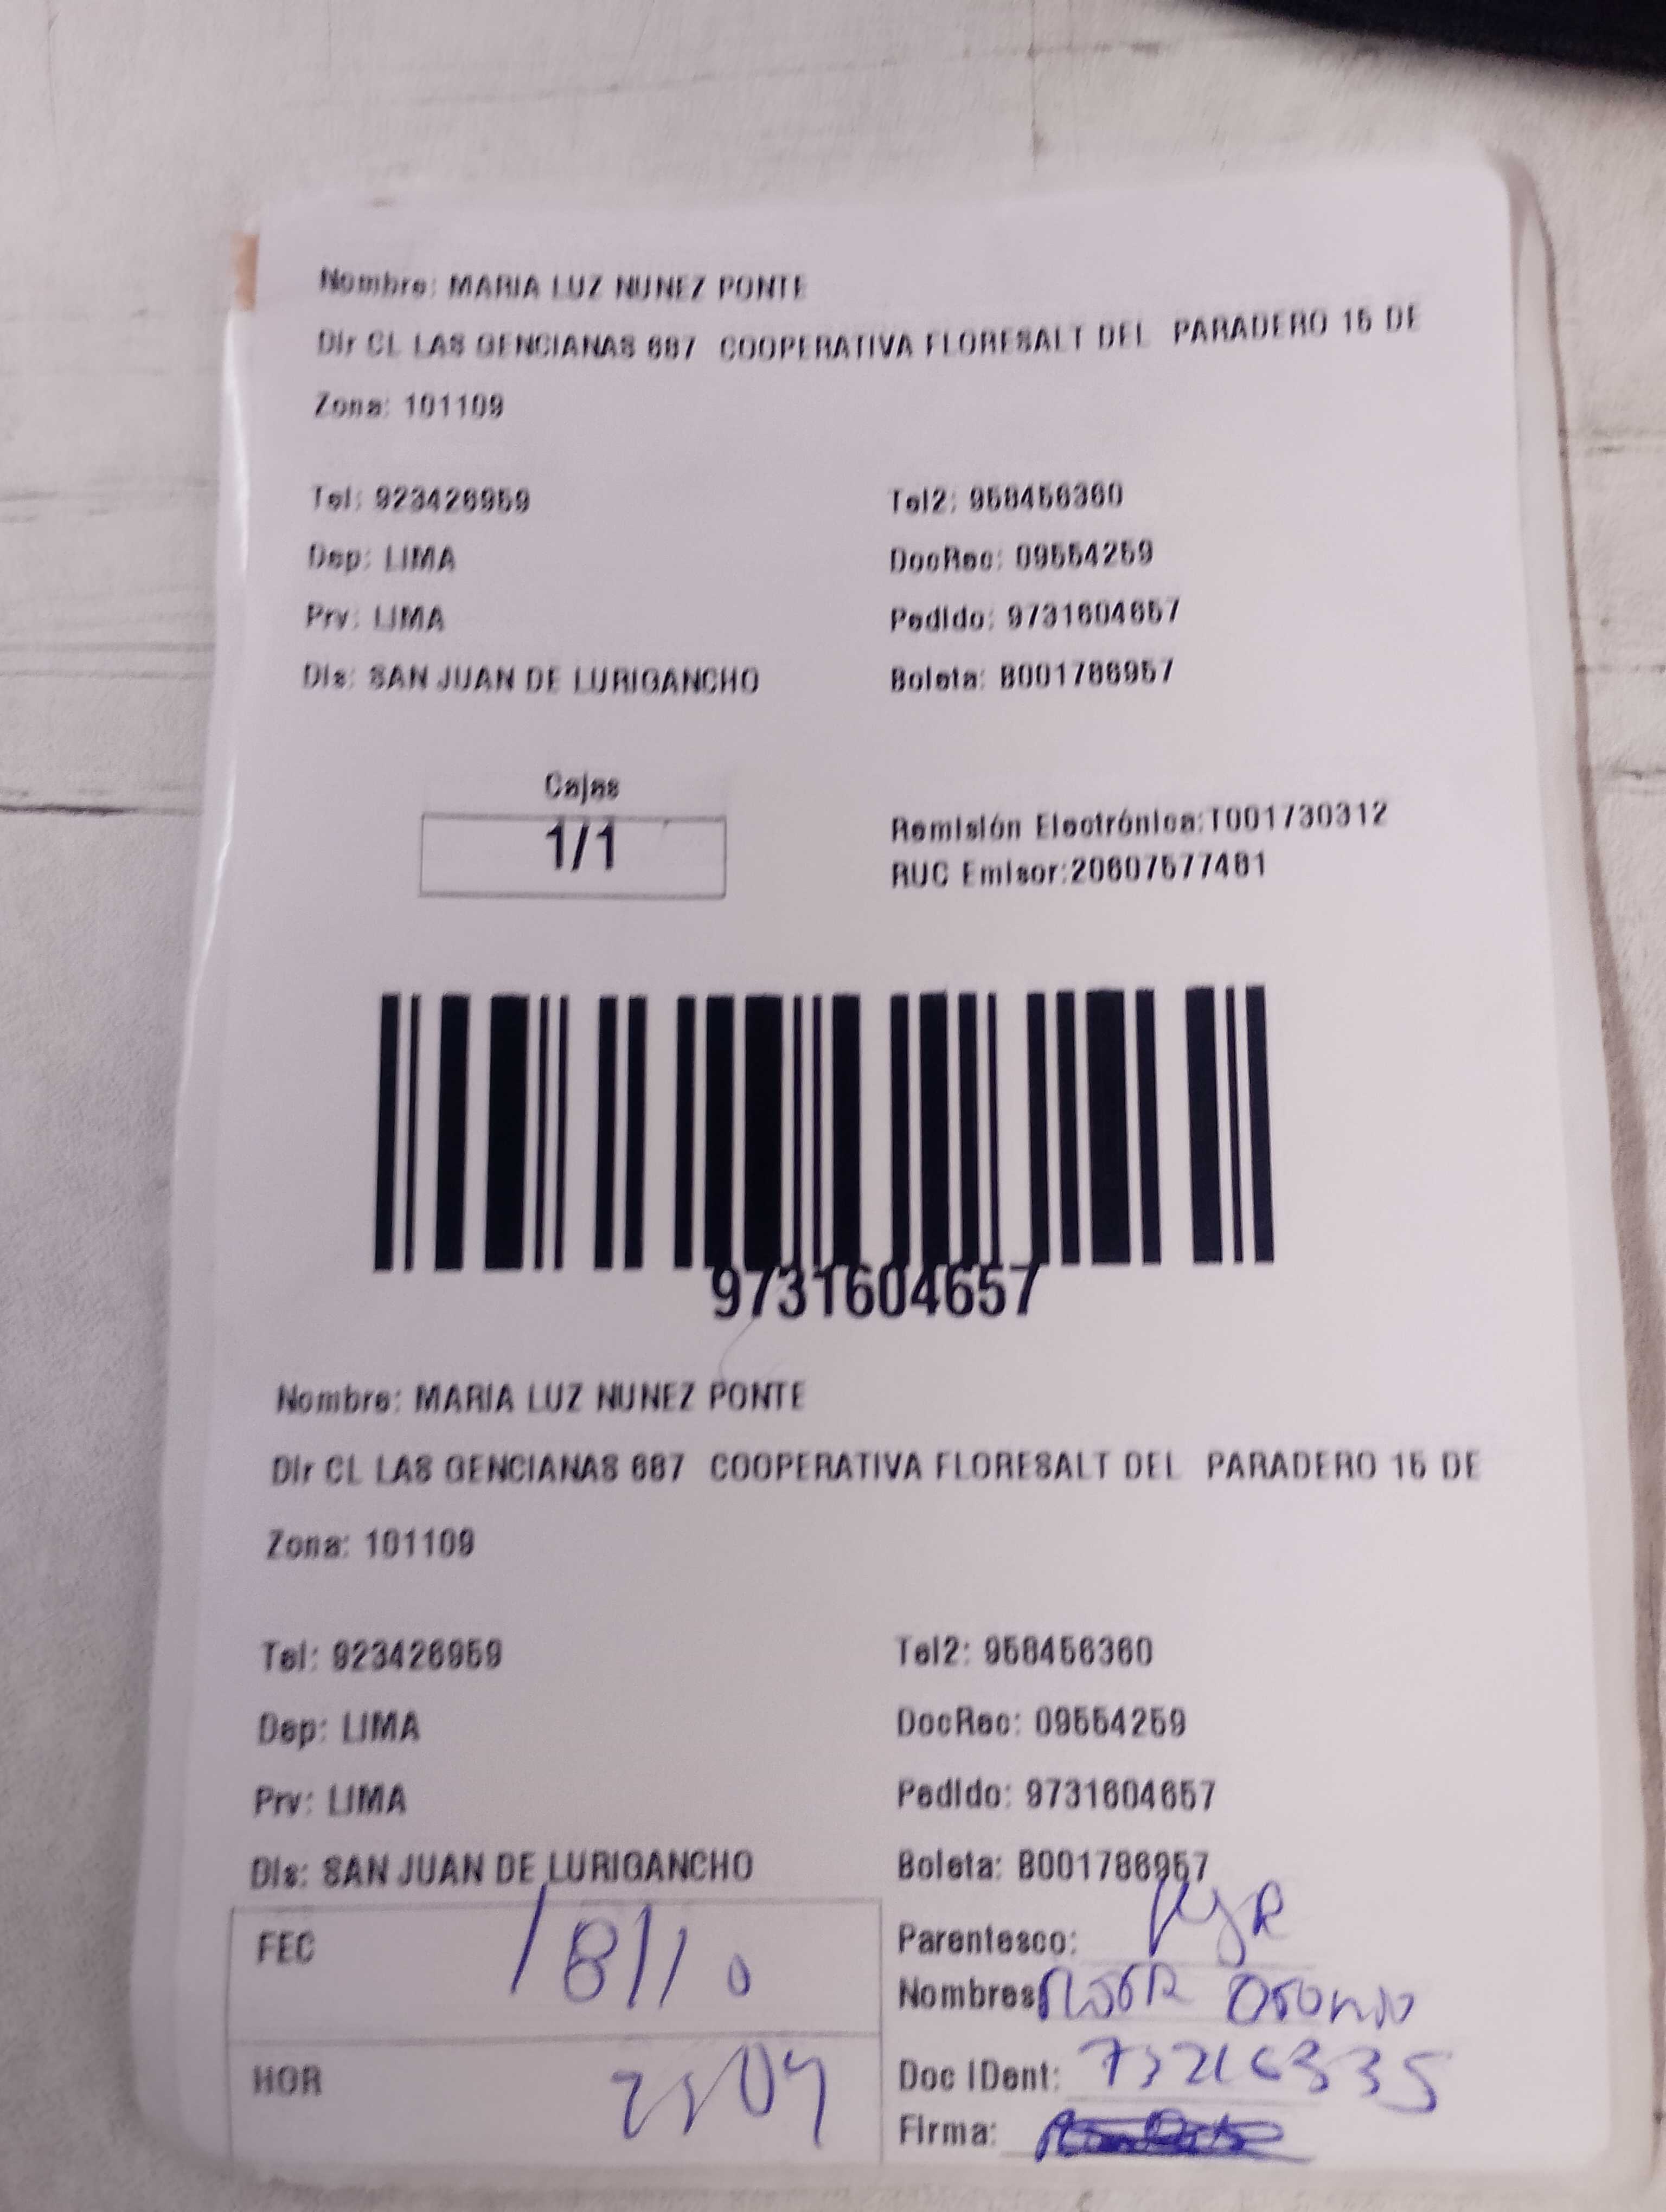 Nombre: MARIA LUZ NUNEZ PONTE
Dir CL LAS GENCIANAS 687 COOPERATIVA FLORESALT DEL PARADERO 15 DE
Zona: 101109
Tel: 923426959 Tel2: 958456360
Dep: LIMA DocRec: 09554259
Prv: LIMA Pedido: 9731604657
Dis: SAN JUAN DE LURIGANCHO Boleta: B001786957
Cajas
1/1
Remisión Electrónica:T001730312
RUC Emisor:20607577481
9731604657
Nombre: MARIA LUZ NUNEZ PONTE
Dir CL LAS GENCIANAS 687 COOPERATIVA FLORESALT DEL PARADERO 15 DE
Zona: 101109
Tel: 923426959 Tel2: 958456360
Dep: LIMA DocRec: 09554259
Prv: LIMA Pedido: 9731604657
Dis: SAN JUAN DE LURIGANCHO Boleta: B001786957
FEC 18/10 Parentesco:
Nombres
HOR Doc IDent: 73216335
Firma: